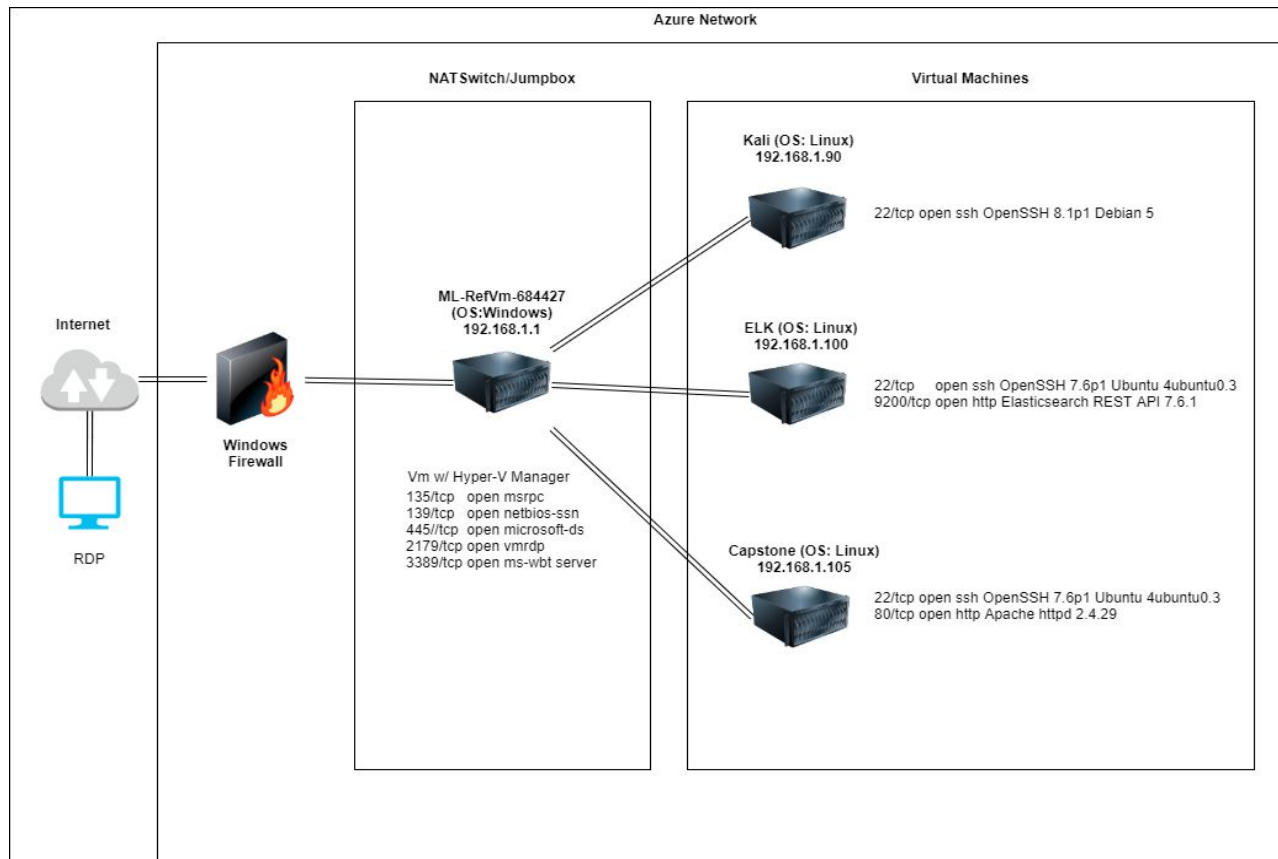 Azure Network
NATSwitch/Jumpbox
Virtual Machines
Kali (OS: Linux)
192.168.1.90
22/tcp open ssh OpenSSH 8.1p1 Debian 5
ML-RefVm-684427
(OS:Windows)
192.168.1.1
Internet
ELK (OS: Linux)
192.168.1.100
22/tcp open ssh OpenSSH 7.6p1 Ubuntu 4ubuntu0.3
9200/tcp open http Elasticsearch REST API 7.6.1
Windows
Firewall
Vm w/ Hyper-V Manager
135/tcp open msrpc
139/tcp open netbios-ssn
445//tcp open microsoft-ds
2179/tcp open vmrdp
3389/tcp open ms-wbt server
RDP
Capstone (OS: Linux)
192.168.1.105
22/tcp open ssh OpenSSH 7.6p1 Ubuntu 4ubuntu0.3
80/tcp open http Apache httpd 2.4.29